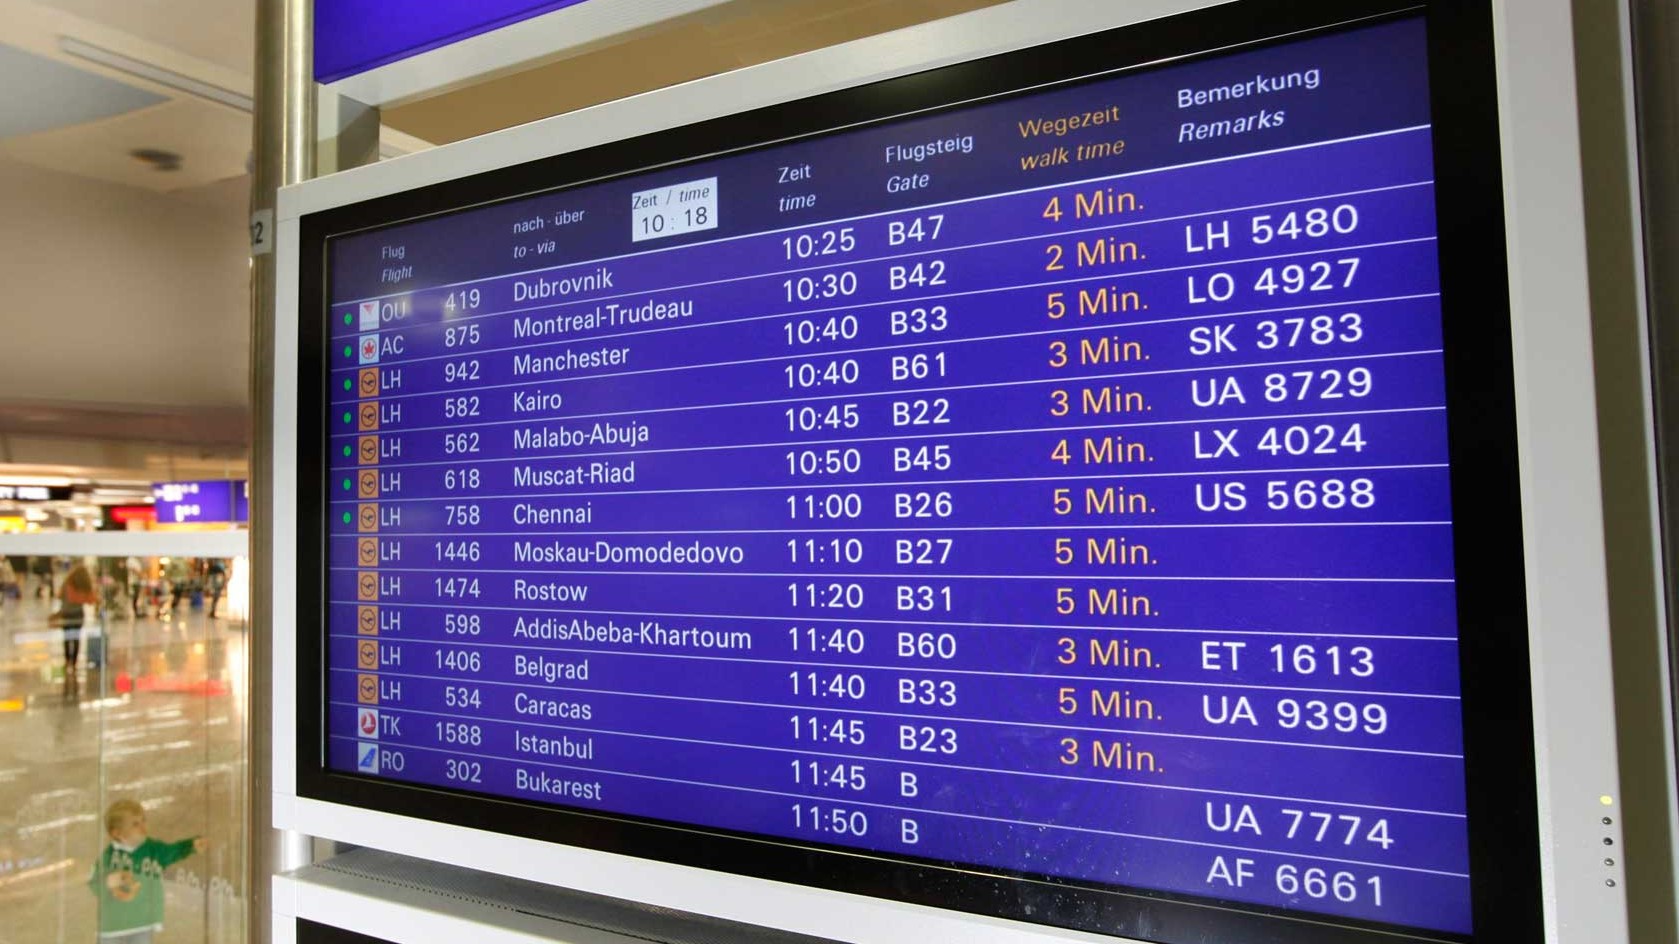 Flug nach - über Zeit / time Zeit Flugsteig Wegezeit Bemerkung
Flight to - via 10 : 18 time Gate walk time Remarks
OU 419 Dubrovnik 10:25 B47 4 Min.
AC 875 Montreal-Trudeau 10:30 B42 2 Min. LH 5480
LH 942 Manchester 10:40 B33 5 Min. LO 4927
LH 582 Kairo 10:40 B61 3 Min. SK 3783
LH 562 Malabo-Abuja 10:45 B22 3 Min. UA 8729
LH 618 Muscat-Riad 10:50 B45 4 Min. LX 4024
LH 758 Chennai 11:00 B26 5 Min. US 5688
LH 1446 Moskau-Domodedovo 11:10 B27 5 Min.
LH 1474 Rostow 11:20 B31 5 Min.
LH 598 AddisAbeba-Khartoum 11:40 B60 3 Min. ET 1613
LH 1406 Belgrad 11:40 B33 5 Min. UA 9399
LH 534 Caracas 11:45 B23 3 Min.
TK 1588 Istanbul 11:45 B UA 7774
RO 302 Bukarest 11:50 B AF 6661